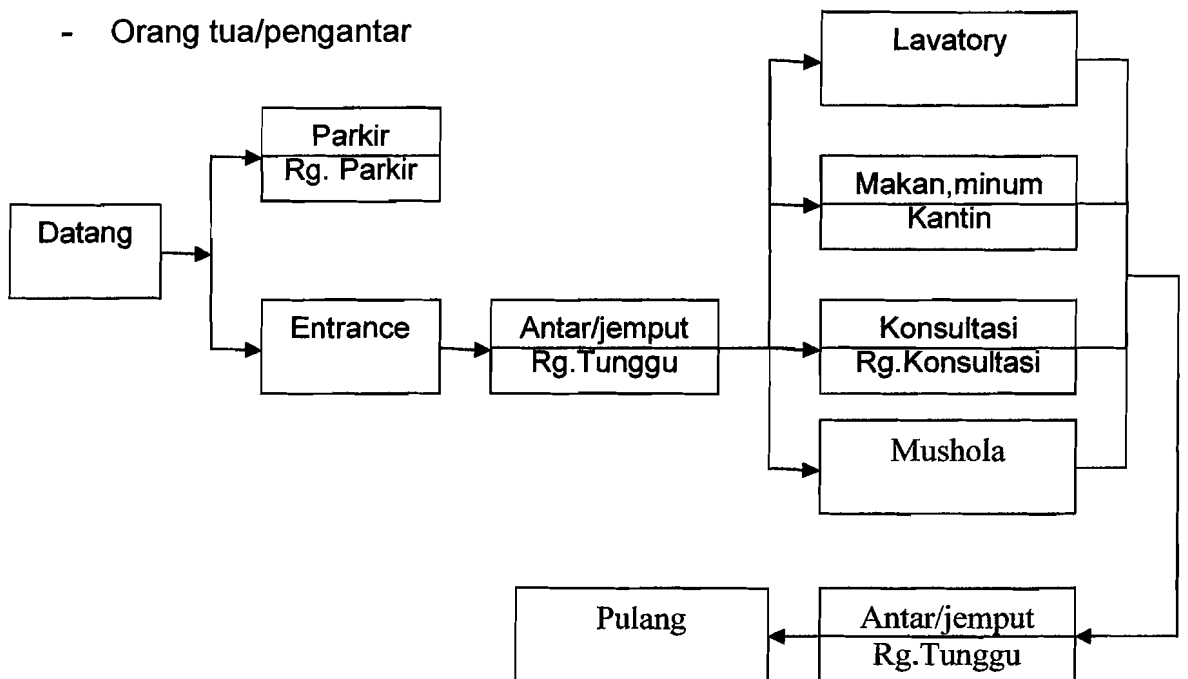 - Orang tua/pengantar
Datang
Parkir
Rg. Parkir
Entrance
Antar/jemput
Rg.Tunggu
Lavatory
Makan,minum
Kantin
Konsultasi
Rg.Konsultasi
Mushola
Antar/jemput
Rg.Tunggu
Pulang